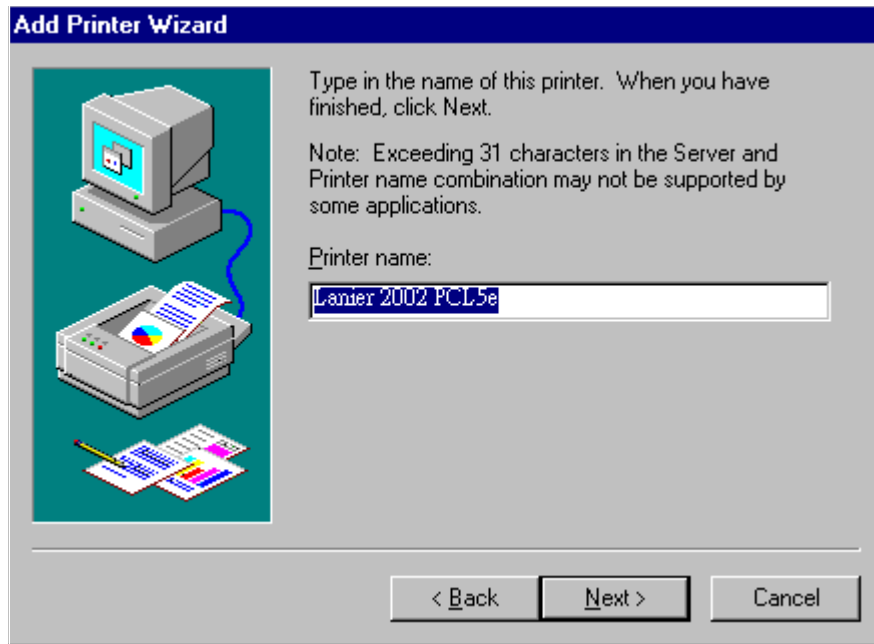 Add Printer Wizard
Type in the name of this printer.  When you have
finished, click Next.
Note:  Exceeding 31 characters in the Server and
Printer name combination may not be supported by
some applications.
Printer name:
Lanier 2002 PCL5e
< Back
Next >
Cancel